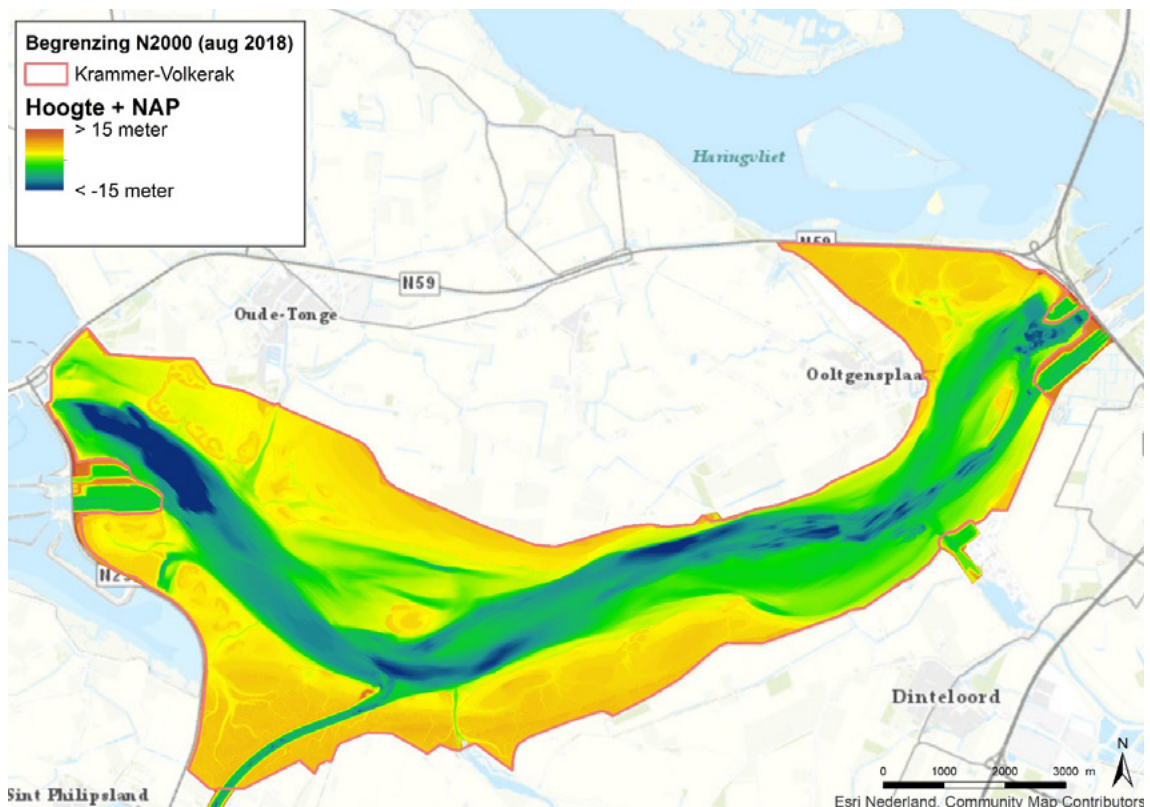 Begrenzing N2000 (aug 2018)
Krammer-Volkerak
Hoogte + NAP
> 15 meter
< -15 meter
Haringvliet
N59
N59
Oude-Tonge
Ooltgensplaa
Dinteloord
Sint Philipsland
N
0 1000 2000 3000 m
Esri Nederland, Community Map Contributors